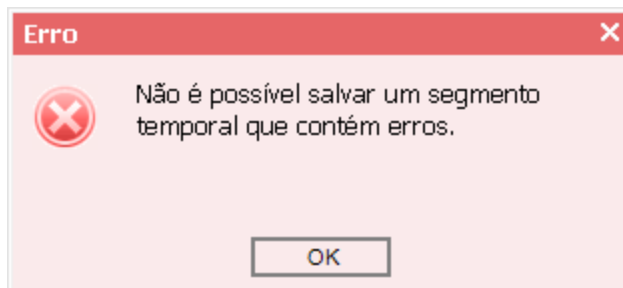 Erro
Não é possível salvar um segmento
temporal que contém erros.
OK